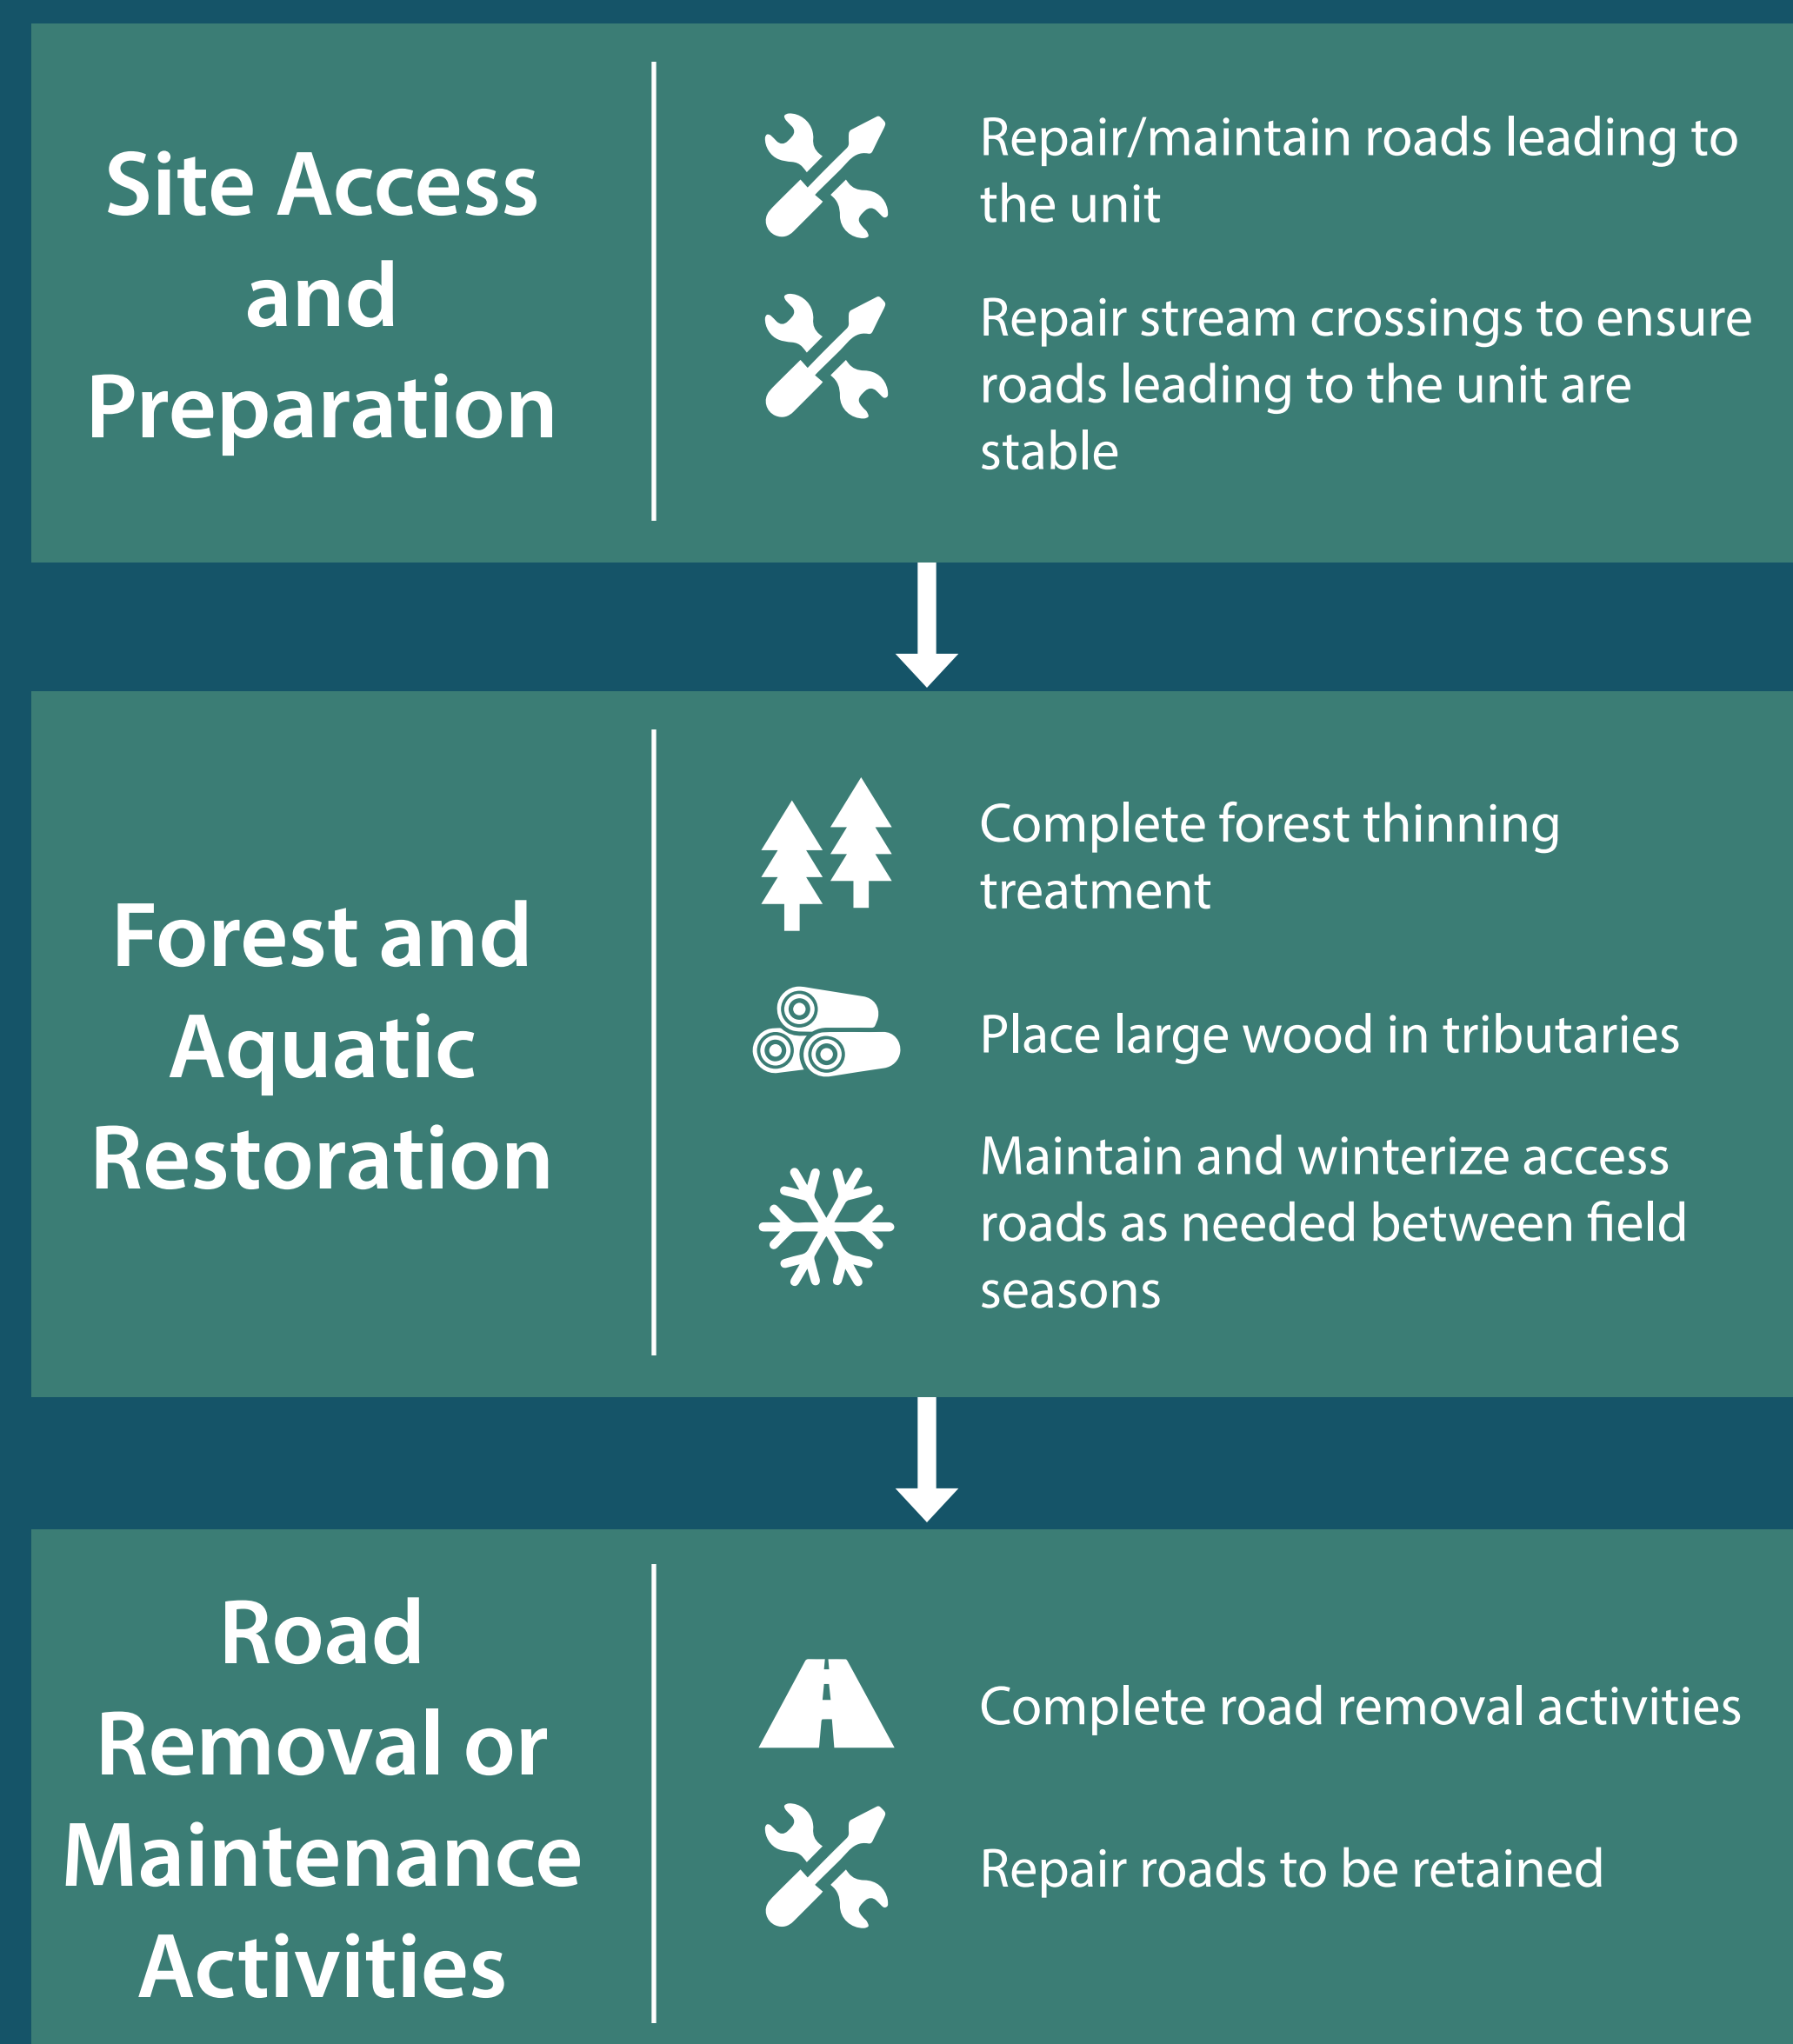 Site Access
and
Preparation
Repair/maintain roads leading to
the unit
Repair stream crossings to ensure
roads leading to the unit are
stable
Forest and
Aquatic
Restoration
Complete forest thinning
treatment
Place large wood in tributaries
Maintain and winterize access
roads as needed between field
seasons
Road
Removal or
Maintenance
Activities
Complete road removal activities
Repair roads to be retained